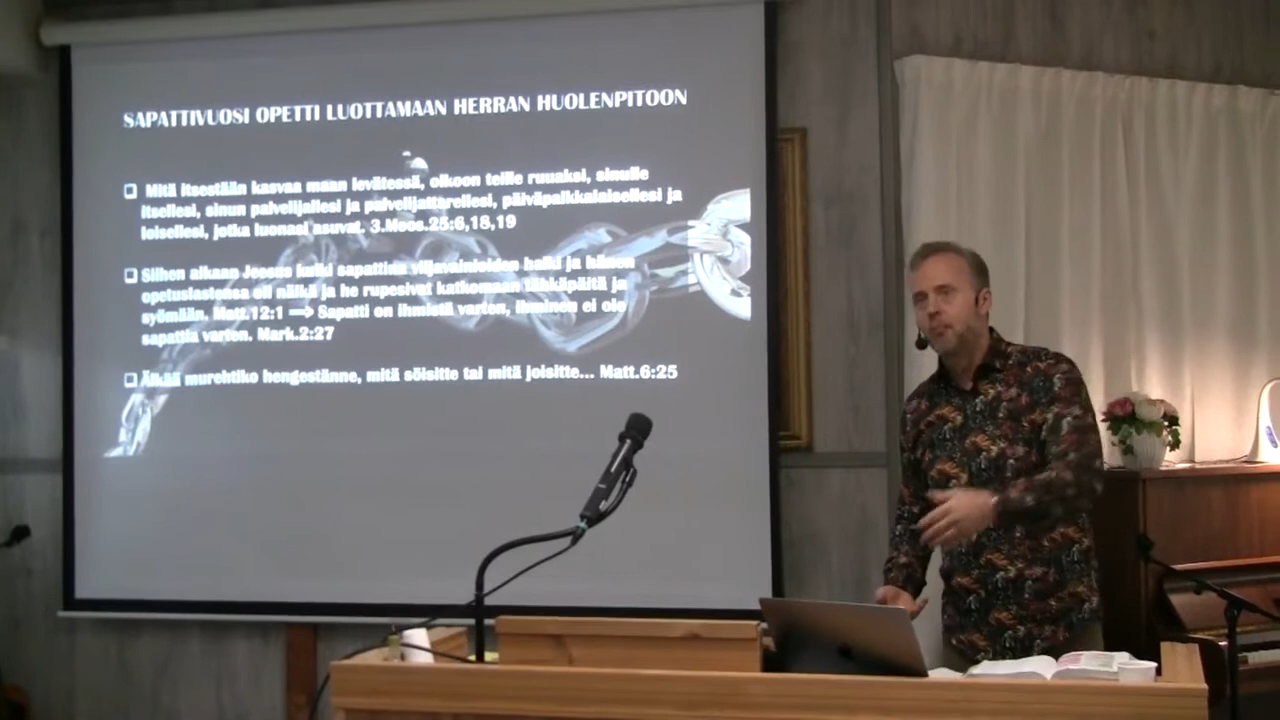 SAPATTIVUOSI OPETTI LUOTTAMAAN HERRAN HUOLENPITOON
Mitä itsestään kasvaa maan levätessä, olkoon teille ruuaksi, sinulle
itsellesi, sinun palvelijallesi ja palvelijattarellesi, päiväpalkkalaisellesi ja
loisellesi, jotka luonasi asuvat. 3.Moos.25:6,18,19
Siihen aikaan Jeesus kulki sapattina viljavainioiden halki ja hänen
opetuslastensa oli nälkä ja he rupesivat katkomaan tähkäpäitä ja
syömään. Matt.12:1 ⟹ Sapatti on ihmistä varten, ihminen ei ole
sapattia varten. Mark.2:27
Älkää murehtiko hengestänne, mitä söisitte tai mitä joisitte... Matt.6:25